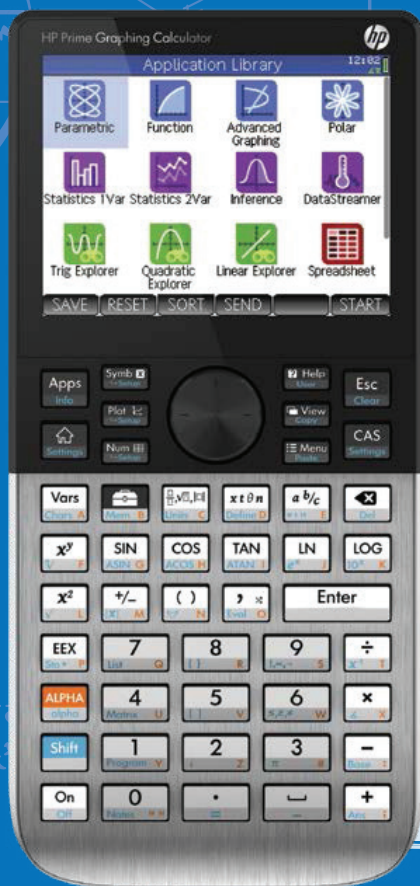 HP Prime Graphing Calculator
hp
Application Library
12:02
Parametric
Function
Advanced
Graphing
Polar
Statistics 1Var
Statistics 2Var
Inference
DataStreamer
Trig Explorer
Quadratic
Explorer
Linear Explorer
Spreadsheet
SAVE RESET SORT SEND START
Apps
Info
Symb
Setup
Help
User
Esc
Clear
Plot
Setup
View
Copy
Settings
Num
Setup
Menu
Paste
CAS
Settings
Vars
Chars A
Mem B
Units C
x t θ n
Define D
a b/c
E
Del
xʸ
F
SIN
ASIN G
COS
ACOS H
TAN
ATAN I
LN
eˣ J
LOG
10ˣ K
x²
√ L
+/−
|x| M
( )
N
,
Eval O
Enter
EEX
Sto P
7
List Q
8
{ } R
9
S
÷
x⁻¹ T
ALPHA
alpha
4
Matrix U
5
[ ] V
6
W
×
X
Shift
1
Program Y
2
i Z
3
π #
−
Base :
On
Off
0
Notes " "
.
=
_
+
Ans ;